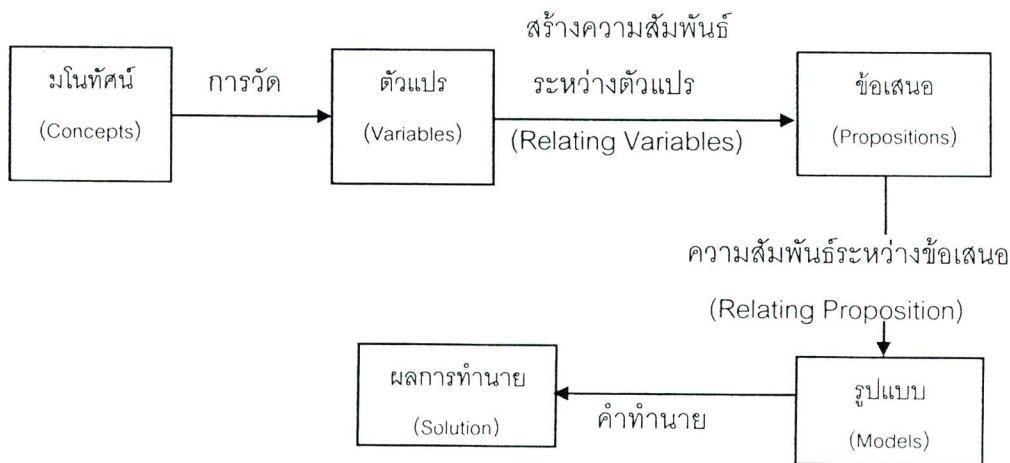 มโนทัศน์
(Concepts)
การวัด
ตัวแปร
(Variables)
สร้างความสัมพันธ์
ระหว่างตัวแปร
(Relating Variables)
ข้อเสนอ
(Propositions)
ความสัมพันธ์ระหว่างข้อเสนอ
(Relating Proposition)
รูปแบบ
(Models)
คำทำนาย
ผลการทำนาย
(Solution)